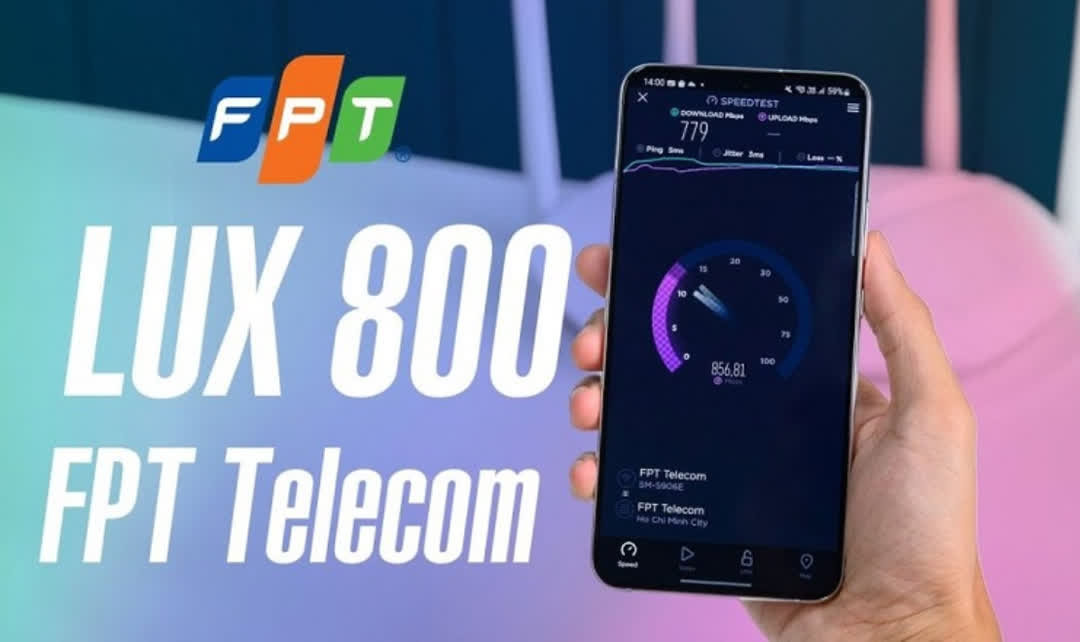 FPT
LUX 800
FPT Telecom
14:00 59%
SPEEDTEST
DOWNLOAD Mbps UPLOAD Mbps
779 —
Ping 5ms Jitter 3ms Loss — %
0 5 10 15 20 30 50 75 100
856.81
Mbps
FPT Telecom
SM-S906E
FPT Telecom
Ho Chi Minh City
Speed Video Map